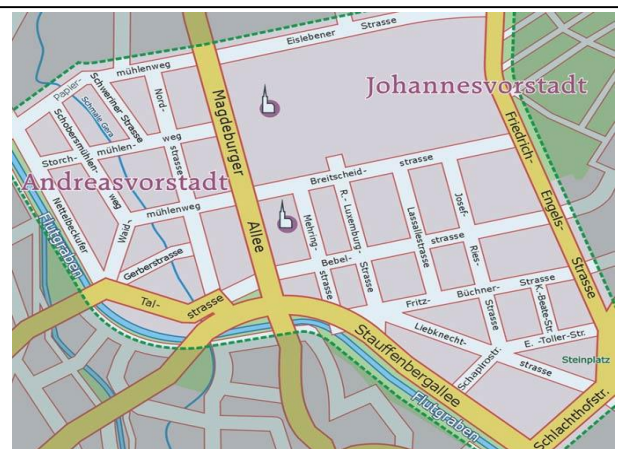 Eislebener Strasse
Papier-
mühlenweg
Schweriner Strasse
Nord-
strasse
Schmale Gera
Schobersmühlen-
weg
Storch-
mühlen-
weg
Johannesvorstadt
Magdeburger
Allee
Friedrich-
Engels-
Strasse
Andreasvorstadt
Breitscheid-
strasse
Nettelbeckufer
Flutgraben
Waid-
mühlenweg
Gerberstrasse
Mehring-
strasse
R.-Luxemburg-
Strasse
Lassallestrasse
Josef-
Ries-
Strasse
Bebel-
strasse
Tal-
strasse
Fritz-
Büchner-
Strasse
K.-Beate-Str.
Liebknecht-
strasse
E. -Toller-Str.
Schapirostr.
Steinplatz
Stauffenbergallee
Flutgraben
Schlachthofstr.